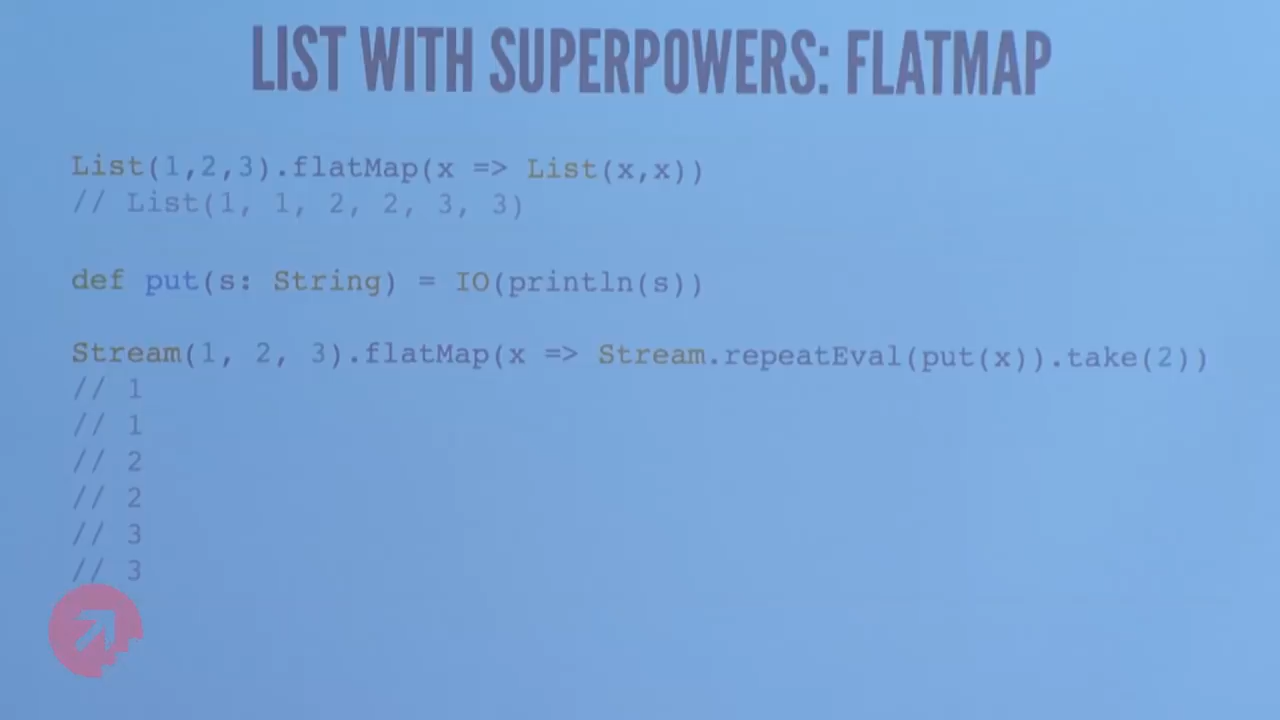 LIST WITH SUPERPOWERS: FLATMAP
List(1,2,3).flatMap(x => List(x,x))
// List(1, 1, 2, 2, 3, 3)
def put(s: String) = IO(println(s))
Stream(1, 2, 3).flatMap(x => Stream.repeatEval(put(x)).take(2))
// 1
// 1
// 2
// 2
// 3
// 3